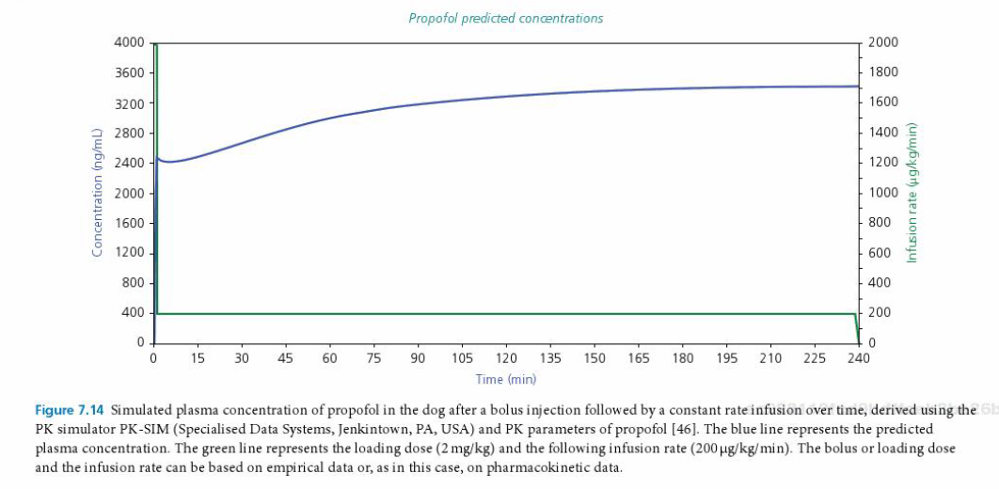 Propofol predicted concentrations
4000
3600
3200
2800
2400
2000
1600
1200
800
400
0
Concentration (ng/mL)
2000
1800
1600
1400
1200
1000
800
600
400
200
0
Infusion rate (µg/kg/min)
0 15 30 45 60 75 90 105 120 135 150 165 180 195 210 225 240
Time (min)
Figure 7.14 Simulated plasma concentration of propofol in the dog after a bolus injection followed by a constant rate infusion over time, derived using the
PK simulator PK-SIM (Specialised Data Systems, Jenkintown, PA, USA) and PK parameters of propofol [46]. The blue line represents the predicted
plasma concentration. The green line represents the loading dose (2 mg/kg) and the following infusion rate (200 µg/kg/min). The bolus or loading dose
and the infusion rate can be based on empirical data or, as in this case, on pharmacokinetic data.